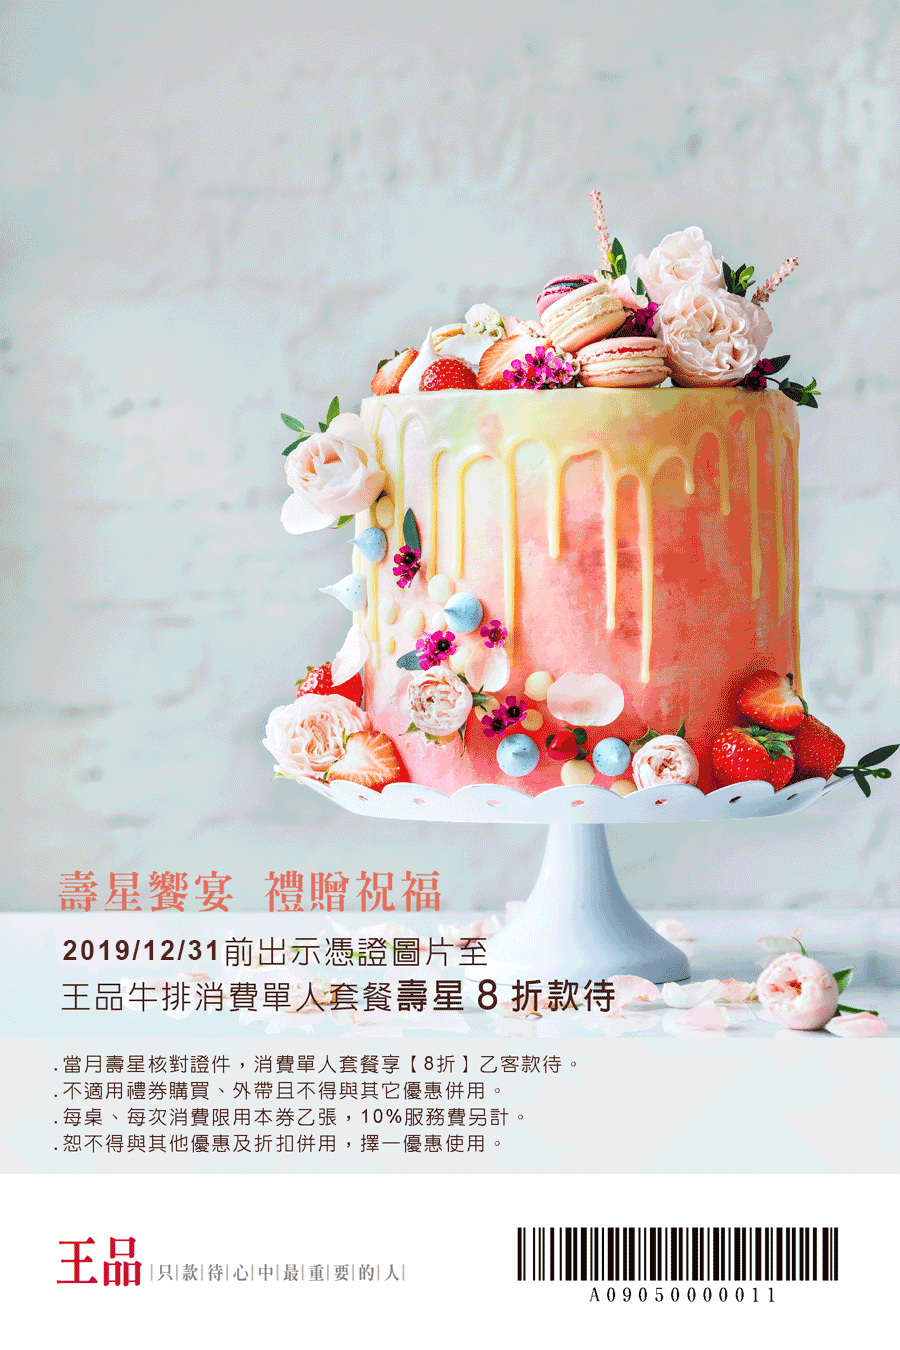 壽星饗宴 禮贈祝福
2019/12/31前出示憑證圖片至
王品牛排消費單人套餐壽星 8 折款待
.當月壽星核對證件，消費單人套餐享【8折】乙客款待。
.不適用禮券購買、外帶且不得與其它優惠併用。
.每桌、每次消費限用本券乙張，10%服務費另計。
.恕不得與其他優惠及折扣併用，擇一優惠使用。
王品 |只|款|待|心|中|最|重|要|的|人|
A09050000011